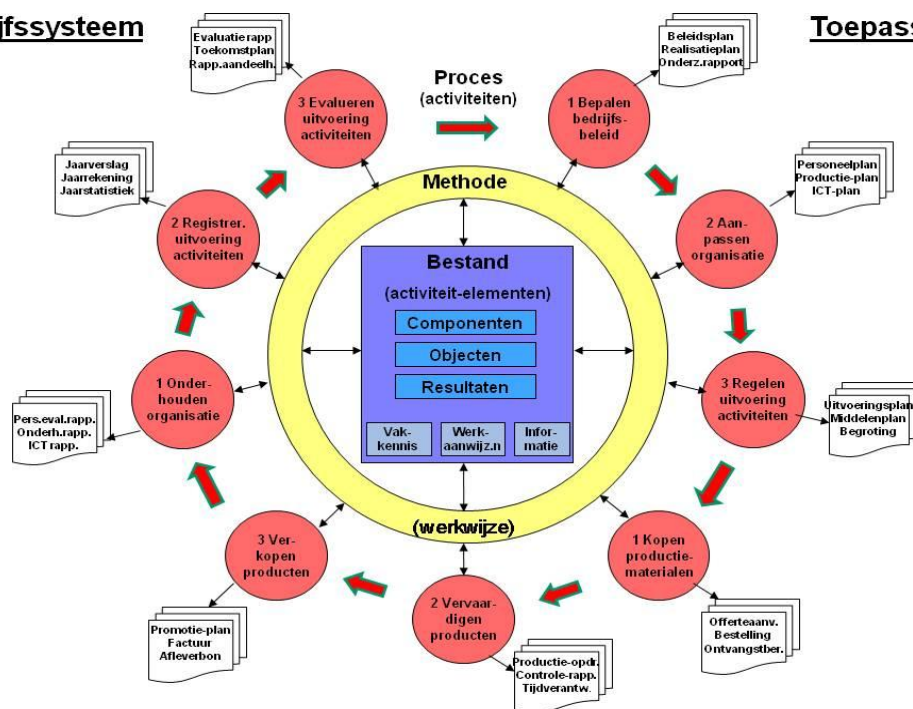 jfssysteem
Toepass
Evaluatie rapp
Toekomstplan
Rapp.aandeelh.
Beleidsplan
Realisatieplan
Onderz.rapport
Proces
(activiteiten)
3 Evalueren
uitvoering
activiteiten
1 Bepalen
bedrijfs-
beleid
Jaarverslag
Jaarrekening
Jaarstatistiek
Personeelplan
Productie-plan
ICT-plan
Methode
2 Registrer.
uitvoering
activiteiten
2 Aan-
passen
organisatie
Bestand
(activiteit-elementen)
Componenten
Objecten
Resultaten
1 Onder-
houden
organisatie
3 Regelen
uitvoering
activiteiten
Pers.eval.rapp.
Onderh.rapp.
ICT rapp.
Uitvoeringsplan
Middelenplan
Begroting
Vak-
kennis
Werk-
aanwijz.n
Infor-
matie
(werkwijze)
3 Ver-
kopen
producten
1 Kopen
productie-
materialen
2 Vervaar-
digen
producten
Promotie-plan
Factuur
Afleverbon
Productie-opdr.
Controle-rapp.
Tijdverantw.
Offerteaanv.
Bestelling
Ontvangstber.